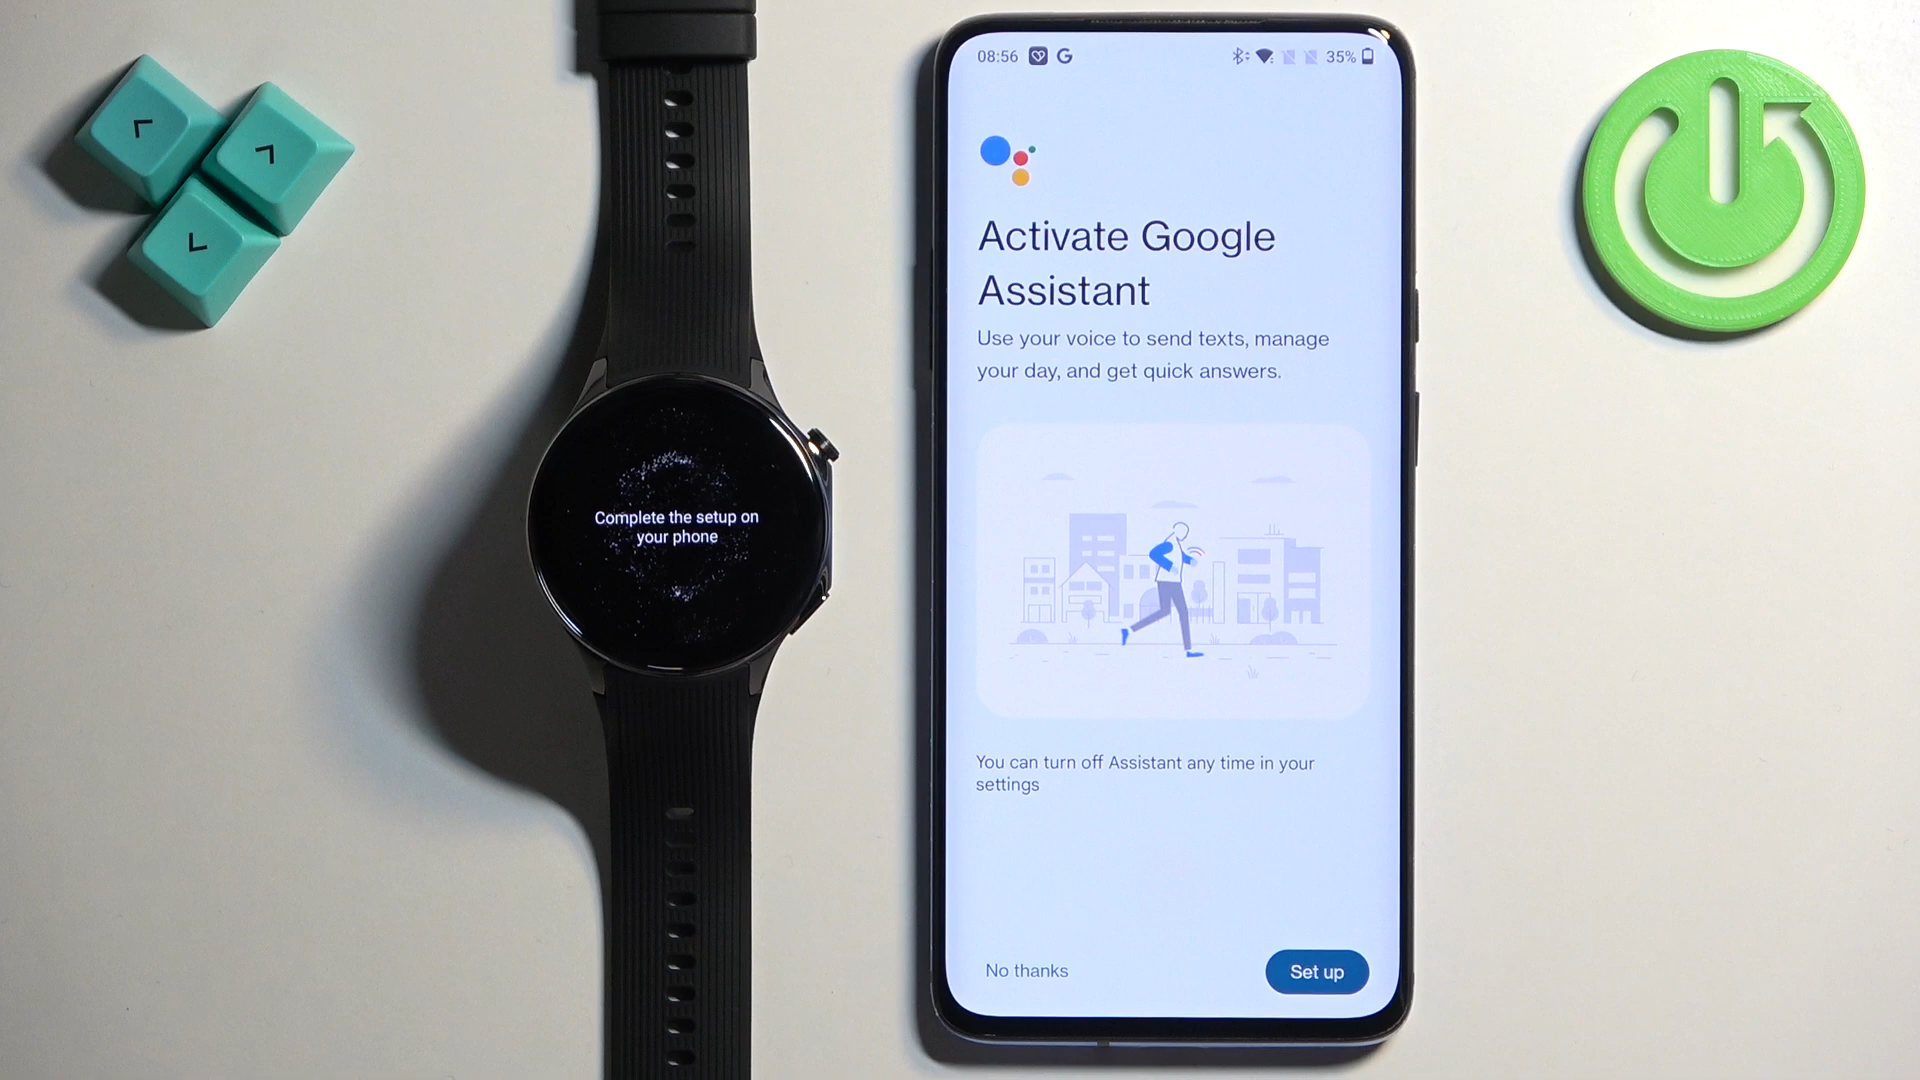 08:56
35%
Activate Google
Assistant
Use your voice to send texts, manage
your day, and get quick answers.
You can turn off Assistant any time in your
settings
No thanks
Set up
Complete the setup on
your phone